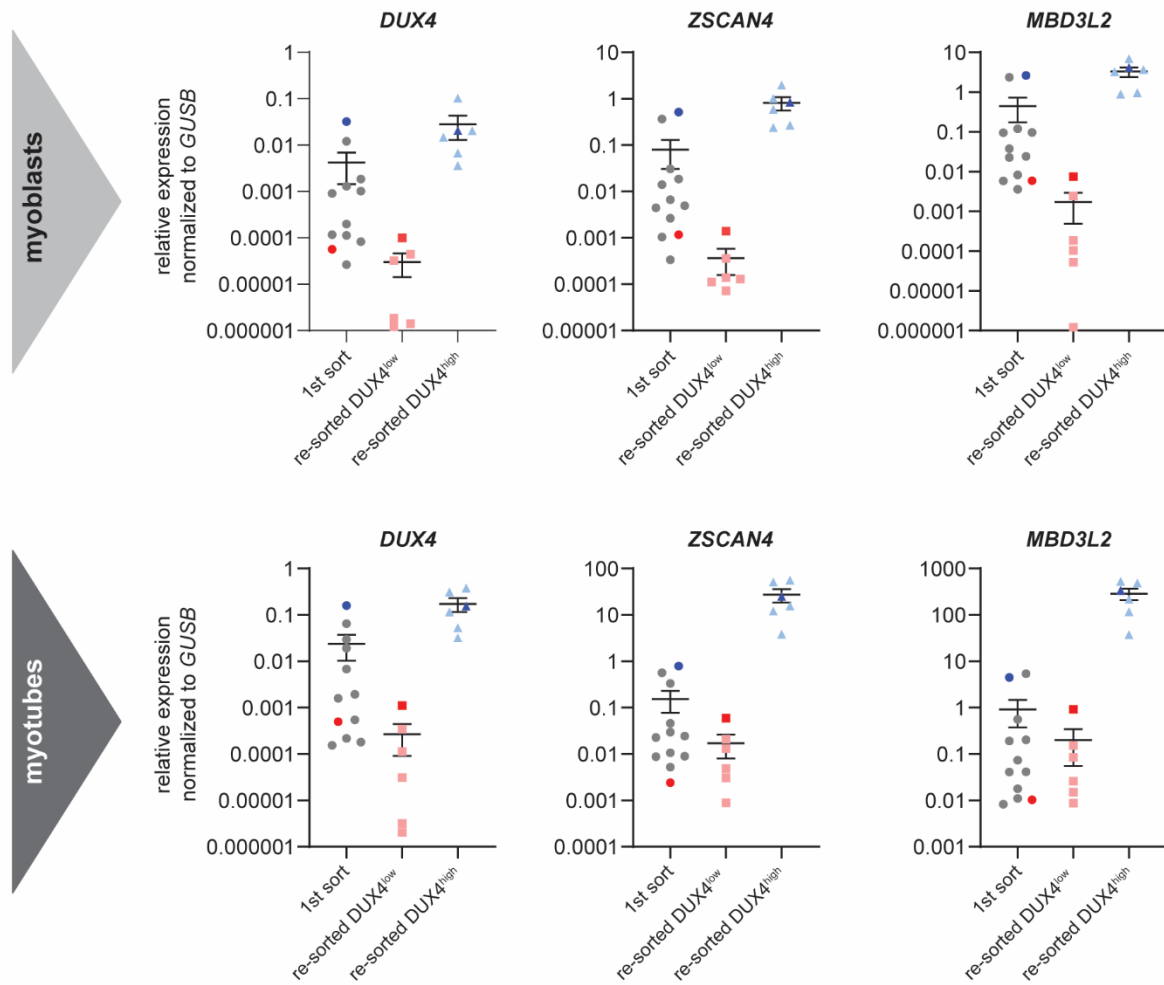 myoblasts
relative expression
normalized to GUSB
DUX4
1
0.1
0.01
0.001
0.0001
0.00001
0.000001
1st sort
re-sorted DUX4low
re-sorted DUX4high
ZSCAN4
10
1
0.1
0.01
0.001
0.0001
0.00001
1st sort
re-sorted DUX4low
re-sorted DUX4high
MBD3L2
10
1
0.1
0.01
0.001
0.0001
0.00001
0.000001
1st sort
re-sorted DUX4low
re-sorted DUX4high
myotubes
relative expression
normalized to GUSB
DUX4
1
0.1
0.01
0.001
0.0001
0.00001
0.000001
1st sort
re-sorted DUX4low
re-sorted DUX4high
ZSCAN4
100
10
1
0.1
0.01
0.001
0.0001
1st sort
re-sorted DUX4low
re-sorted DUX4high
MBD3L2
1000
100
10
1
0.1
0.01
0.001
1st sort
re-sorted DUX4low
re-sorted DUX4high